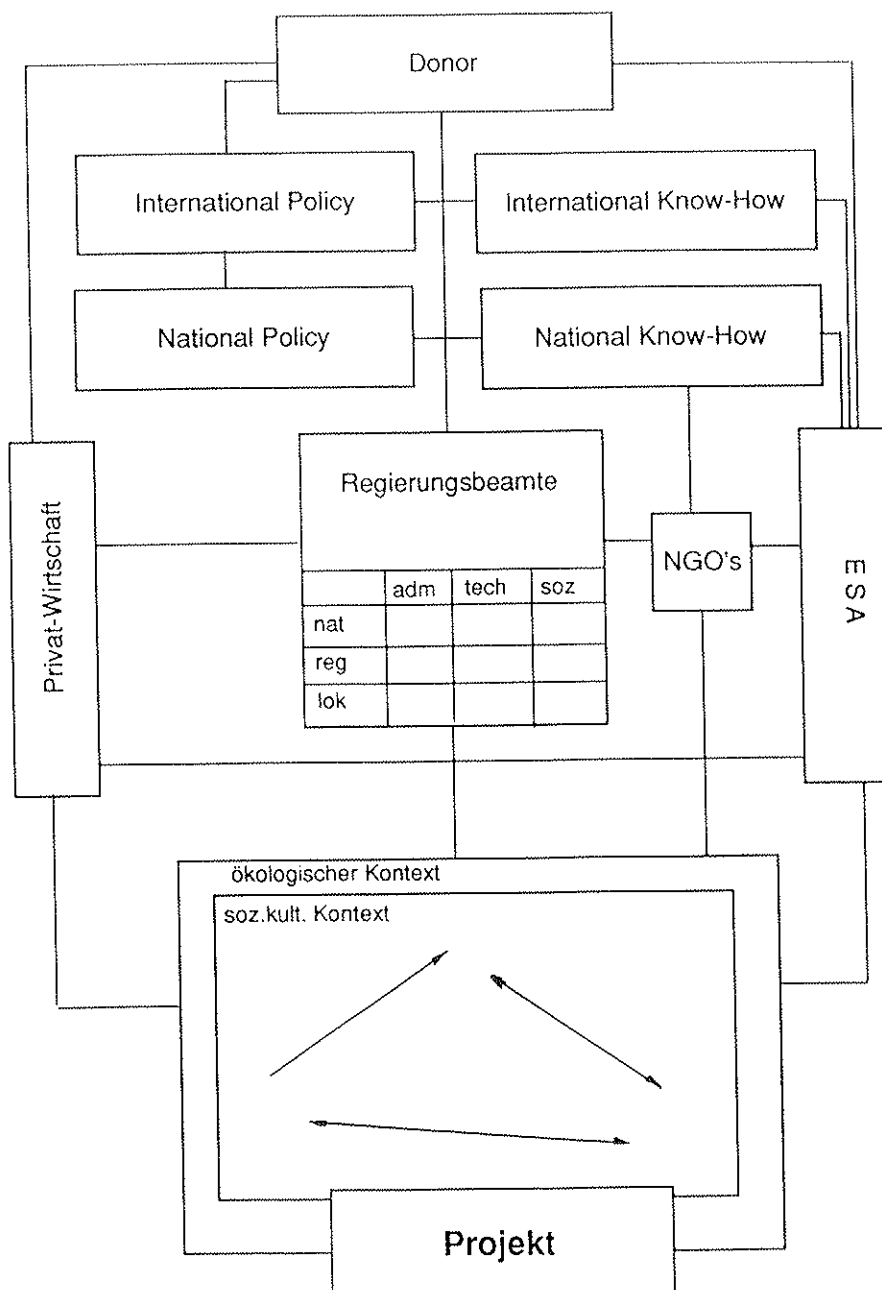 Donor
International Policy
International Know-How
National Policy
National Know-How
Privat-Wirtschaft
Regierungsbeamte
adm tech soz
nat
reg
lok
NGO's
ESA
ökologischer Kontext
soz.kult. Kontext
Projekt